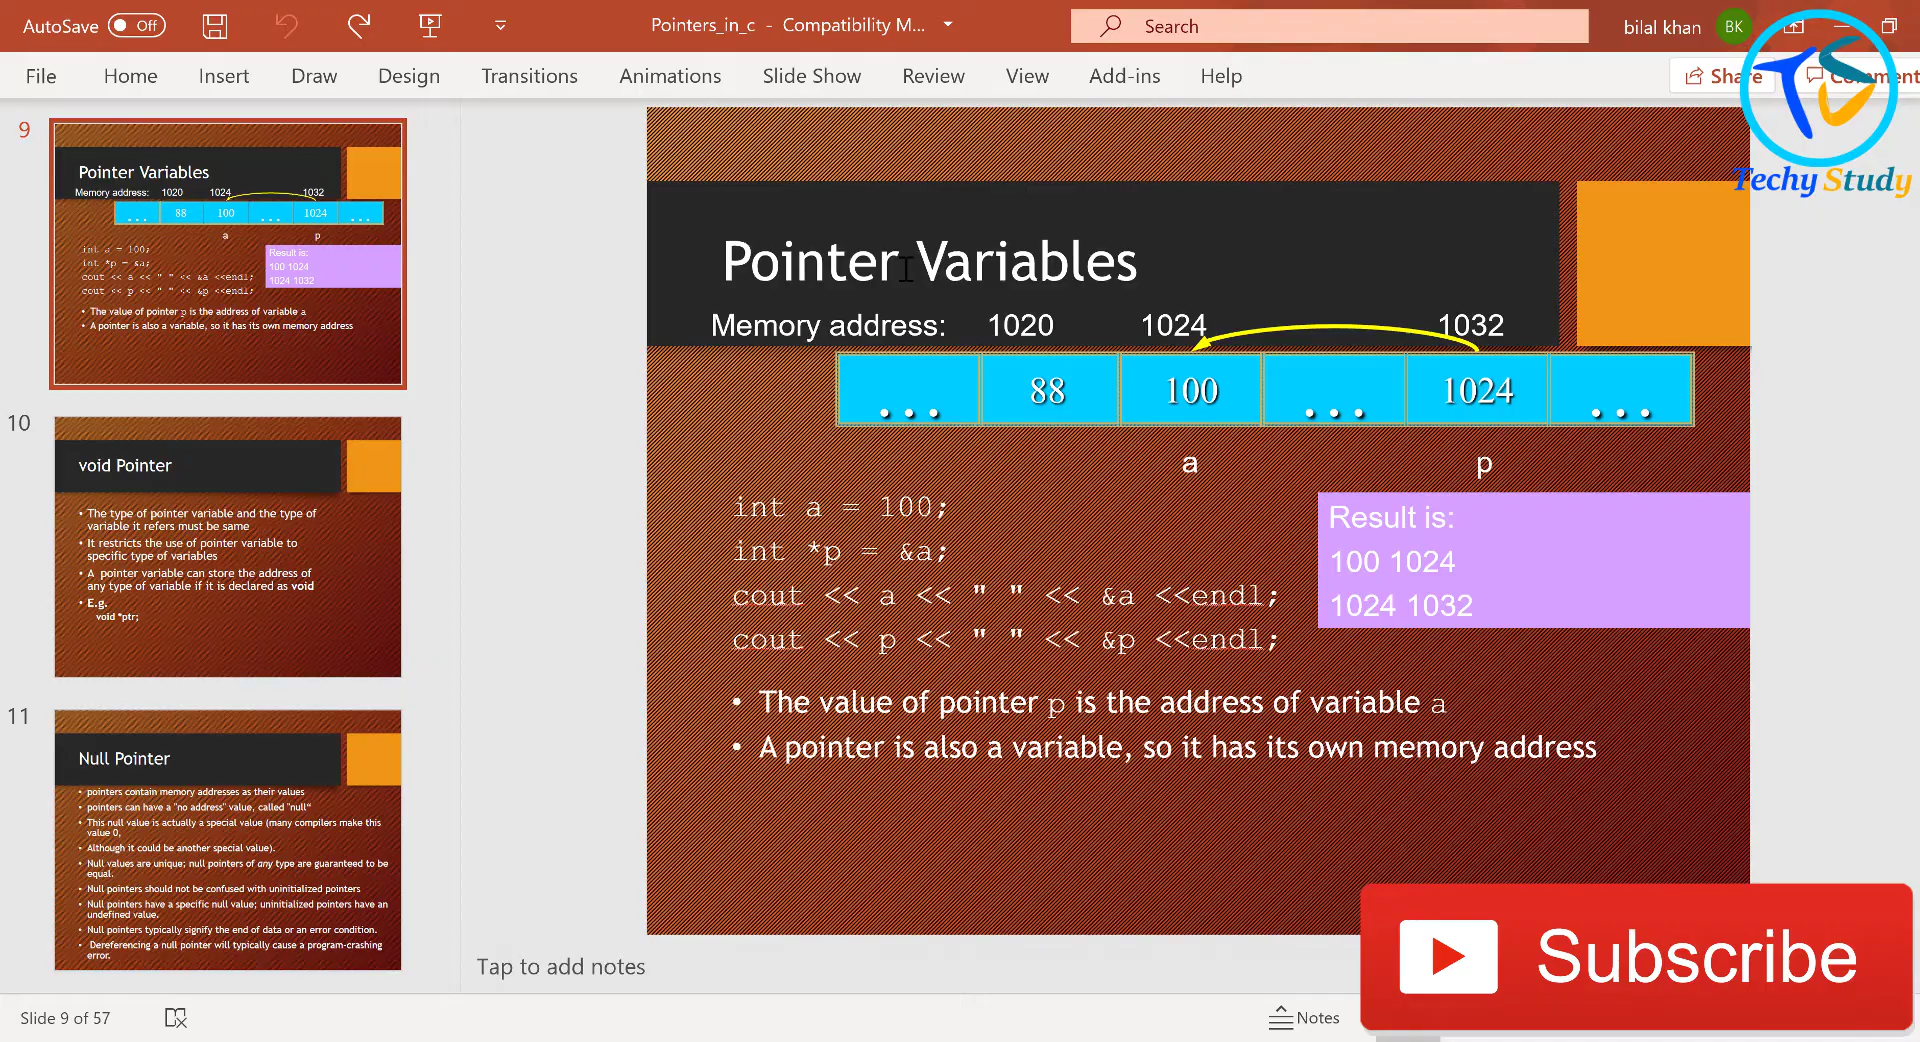 AutoSave Off
Pointers_in_c - Compatibility M...
Search
bilal khan BK
File Home Insert Draw Design Transitions Animations Slide Show Review View Add-ins Help
Share Comment
Techy Study
9
Pointer Variables
Memory address: 1020 1024 1032
... 88 100 ... 1024 ...
a p
int a = 100;
int *p = &a;
cout << a << " " << &a <<endl;
cout << p << " " << &p <<endl;
Result is:
100 1024
1024 1032
• The value of pointer p is the address of variable a
• A pointer is also a variable, so it has its own memory address
10
void Pointer
• The type of pointer variable and the type of
variable it refers must be same
• It restricts the use of pointer variable to
specific type of variables
• A pointer variable can store the address of
any type of variable if it is declared as void
• E.g.
void *ptr;
11
Null Pointer
• pointers contain memory addresses as their values
• pointers can have a "no address" value, called "null“
• This null value is actually a special value (many compilers make this
value 0,
• Although it could be another special value).
• Null values are unique; null pointers of any type are guaranteed to be
equal.
• Null pointers should not be confused with uninitialized pointers
• Null pointers have a specific null value; uninitialized pointers have an
undefined value.
• Null pointers typically signify the end of data or an error condition.
• Dereferencing a null pointer will typically cause a program-crashing
error.
Pointer Variables
Memory address: 1020 1024 1032
... 88 100 ... 1024 ...
a p
int a = 100;
int *p = &a;
cout << a << " " << &a <<endl;
cout << p << " " << &p <<endl;
Result is:
100 1024
1024 1032
• The value of pointer p is the address of variable a
• A pointer is also a variable, so it has its own memory address
Tap to add notes
Subscribe
Slide 9 of 57
Notes